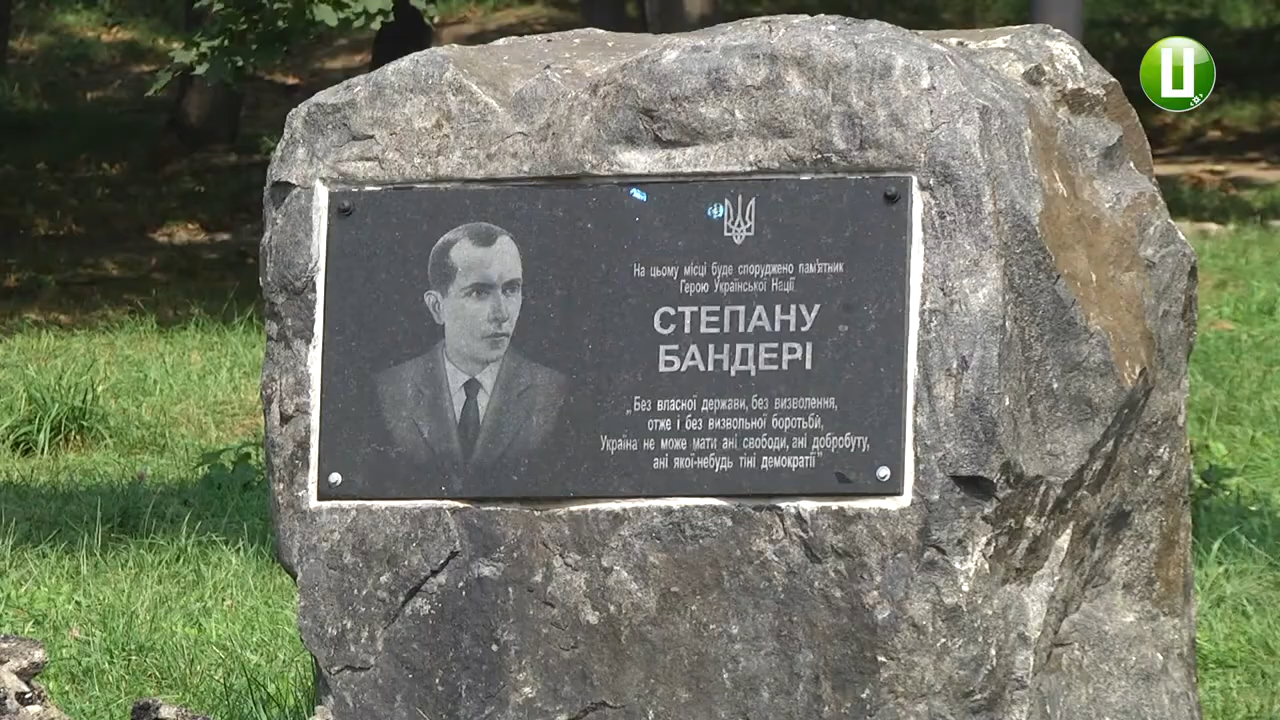 Ц
На цьому місці буде споруджено пам'ятник
Герою Української Нації
СТЕПАНУ
БАНДЕРІ
„Без власної держави, без визволення,
отже і без визвольної боротьби,
Україна не може мати ані свободи, ані добробуту,
ані якої-небудь тіні демократії"